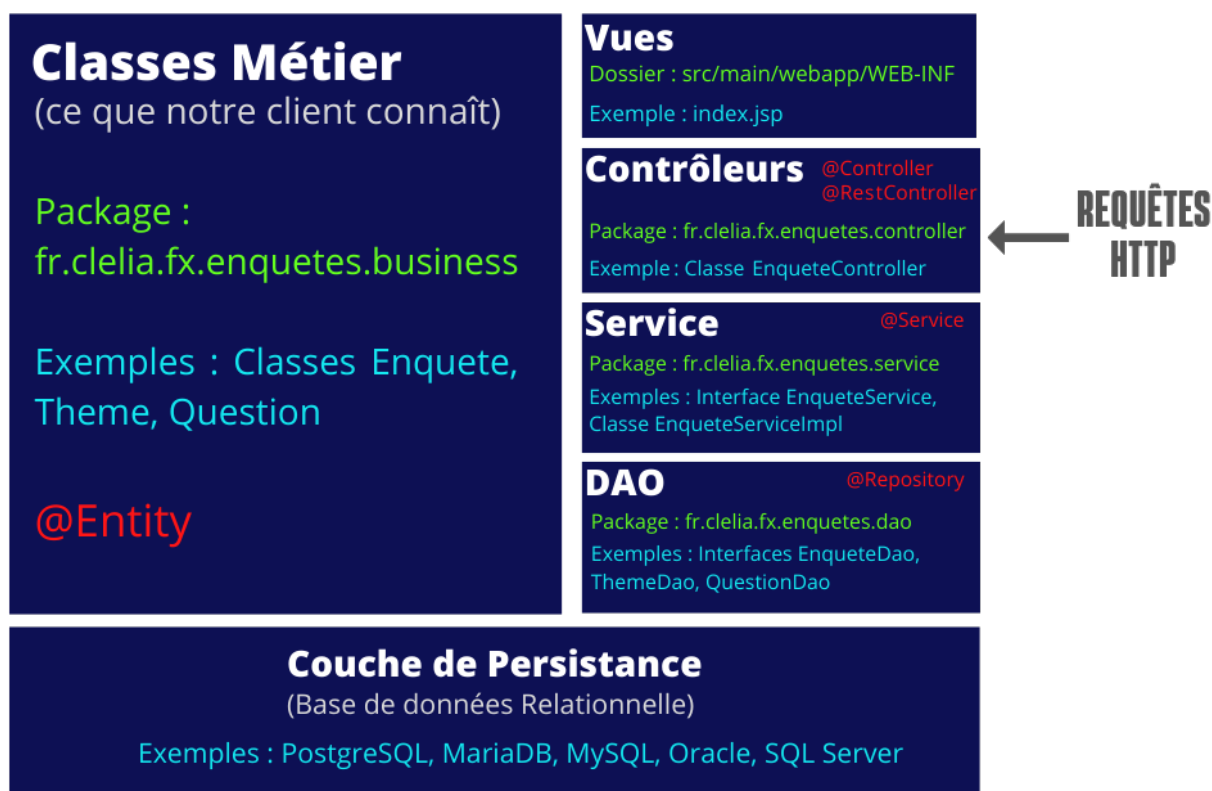 Classes Métier
(ce que notre client connaît)
Package :
fr.clelia.fx.enquetes.business
Exemples : Classes Enquete,
Theme, Question
@Entity
Vues
Dossier : src/main/webapp/WEB-INF
Exemple : index.jsp
Contrôleurs
@Controller
@RestController
Package : fr.clelia.fx.enquetes.controller
Exemple : Classe EnqueteController
REQUÊTES
HTTP
Service
@Service
Package : fr.clelia.fx.enquetes.service
Exemples : Interface EnqueteService,
Classe EnqueteServiceImpl
DAO
@Repository
Package : fr.clelia.fx.enquetes.dao
Exemples : Interfaces EnqueteDao,
ThemeDao, QuestionDao
Couche de Persistance
(Base de données Relationnelle)
Exemples : PostgreSQL, MariaDB, MySQL, Oracle, SQL Server